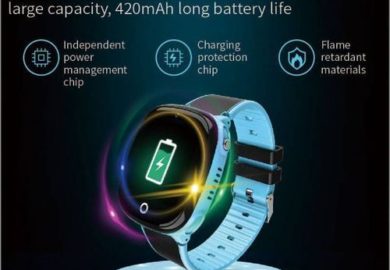 large capacity, 420mAh long battery life
Independent
power
management
chip
Charging
protection
chip
Flame
retardant
materials